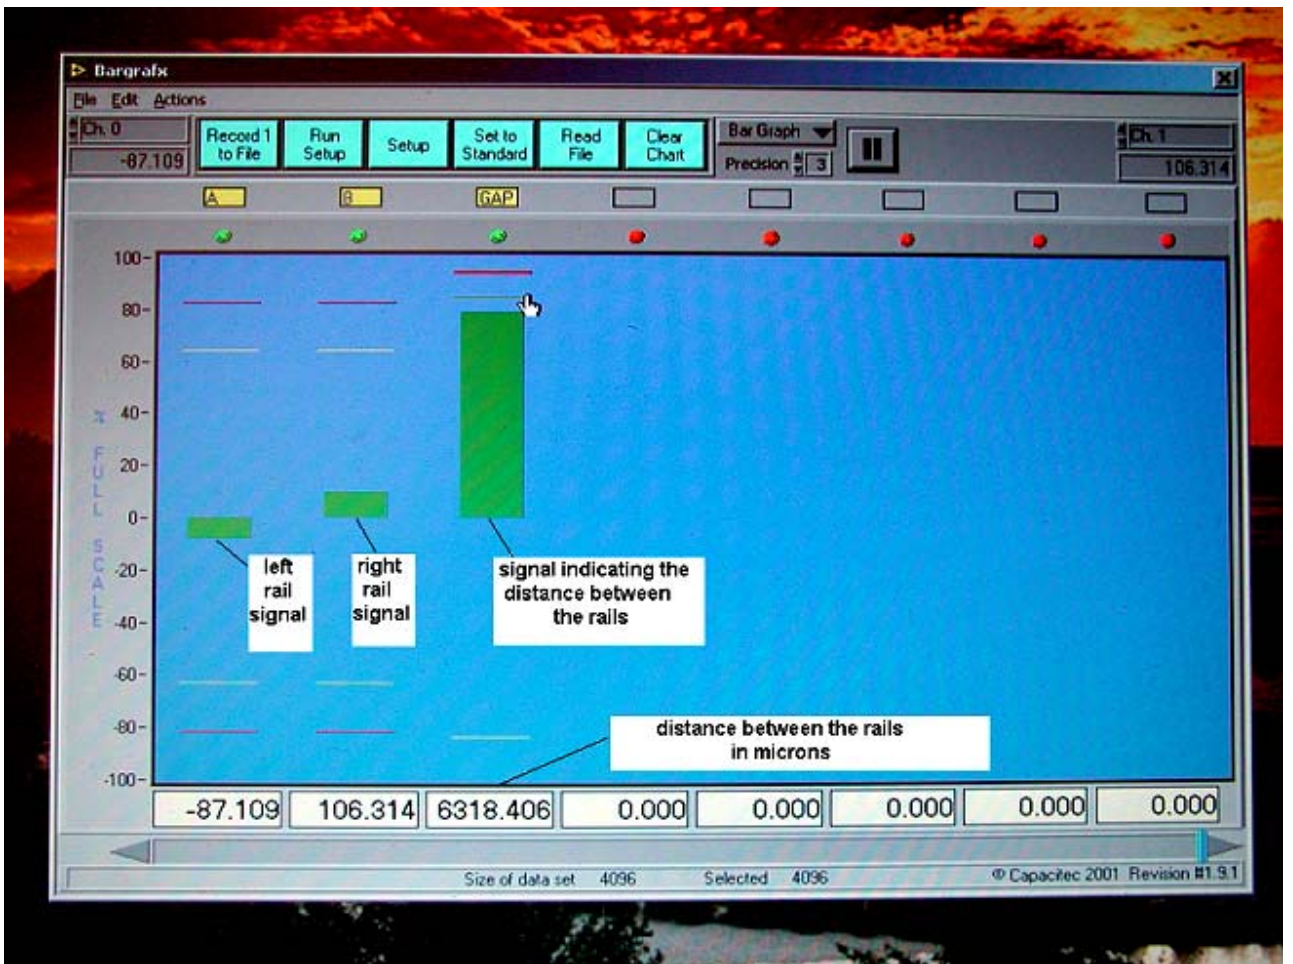 Bargrafx
File Edit Actions
Ch. 0
-87.109
Record 1
to File
Run
Setup
Setup
Set to
Standard
Read
File
Clear
Chart
Bar Graph
Precision 3
Ch. 1
106.314
A B GAP
100
80
60
40
20
0
-20
-40
-60
-80
-100
% FULL SCALE
left
rail
signal
right
rail
signal
signal indicating the
distance between
the rails
distance between the rails
in microns
-87.109 106.314 6318.406 0.000 0.000 0.000 0.000 0.000
Size of data set 4096 Selected 4096 © Capacitec 2001 Revision #1.9.1